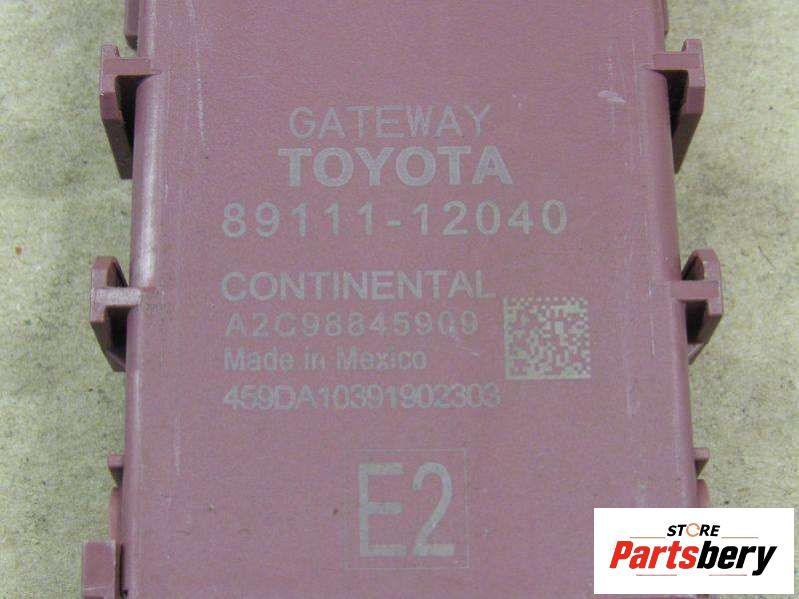 GATEWAY
TOYOTA
89111-12040
CONTINENTAL
A2C98845909
Made in Mexico
459DA10391902303
E2
STORE
Partsbery